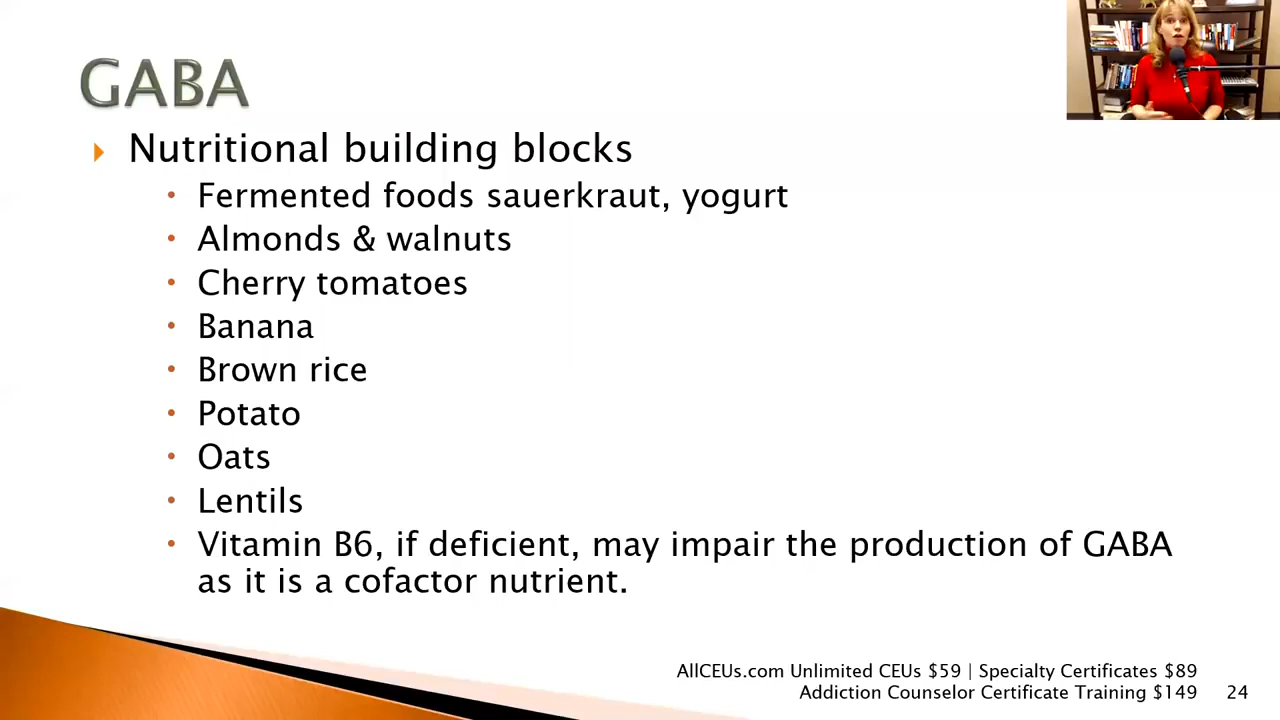 GABA
Nutritional building blocks
Fermented foods sauerkraut, yogurt
Almonds & walnuts
Cherry tomatoes
Banana
Brown rice
Potato
Oats
Lentils
Vitamin B6, if deficient, may impair the production of GABA
as it is a cofactor nutrient.
AllCEUs.com Unlimited CEUs $59 | Specialty Certificates $89
Addiction Counselor Certificate Training $149
24